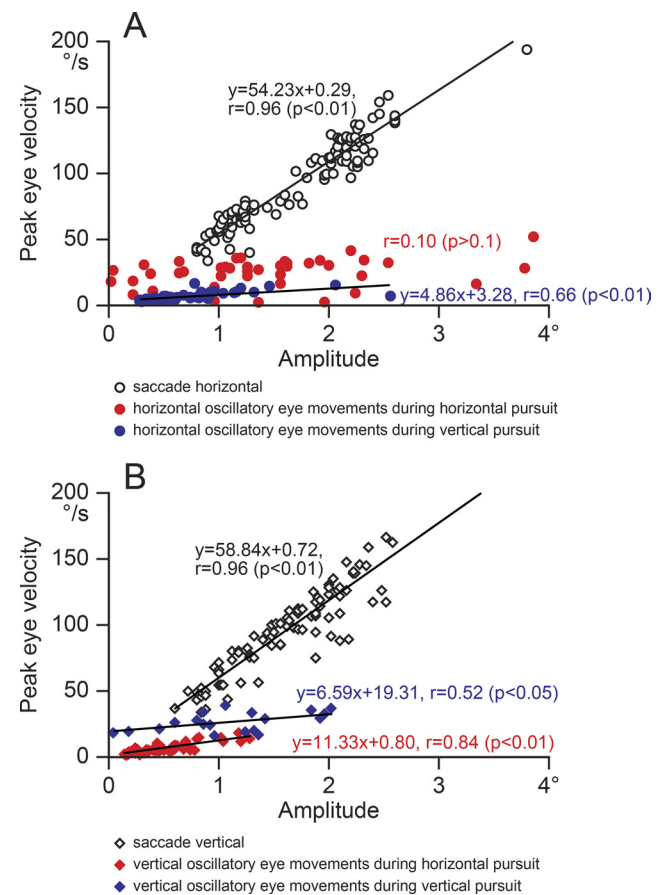 A
200
°/s
150
100
50
0
Peak eye velocity
y=54.23x+0.29,
r=0.96 (p<0.01)
r=0.10 (p>0.1)
y=4.86x+3.28, r=0.66 (p<0.01)
0 1 2 3 4°
Amplitude
saccade horizontal
horizontal oscillatory eye movements during horizontal pursuit
horizontal oscillatory eye movements during vertical pursuit
B
200
°/s
150
100
50
0
Peak eye velocity
y=58.84x+0.72,
r=0.96 (p<0.01)
y=6.59x+19.31, r=0.52 (p<0.05)
y=11.33x+0.80, r=0.84 (p<0.01)
0 1 2 3 4°
Amplitude
saccade vertical
vertical oscillatory eye movements during horizontal pursuit
vertical oscillatory eye movements during vertical pursuit